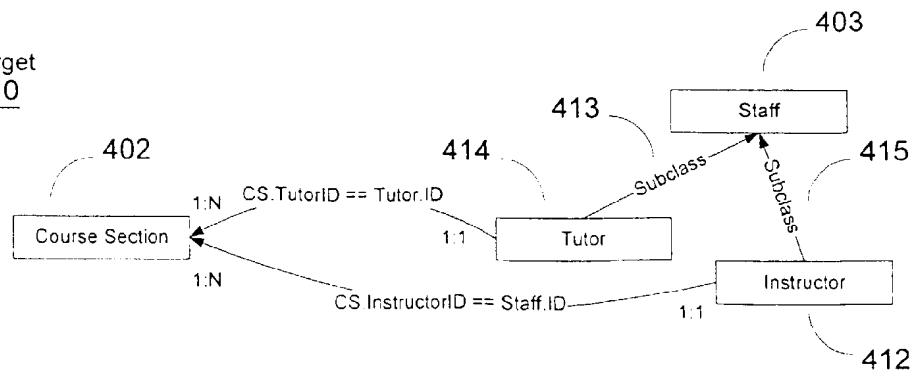 403
rget
0
413
Staff
402
414
415
Subclass
Subclass
1:N
CS.TutorID == Tutor.ID
Course Section
1:1
Tutor
1:N
Instructor
CS.InstructorID == Staff.ID
1:1
412